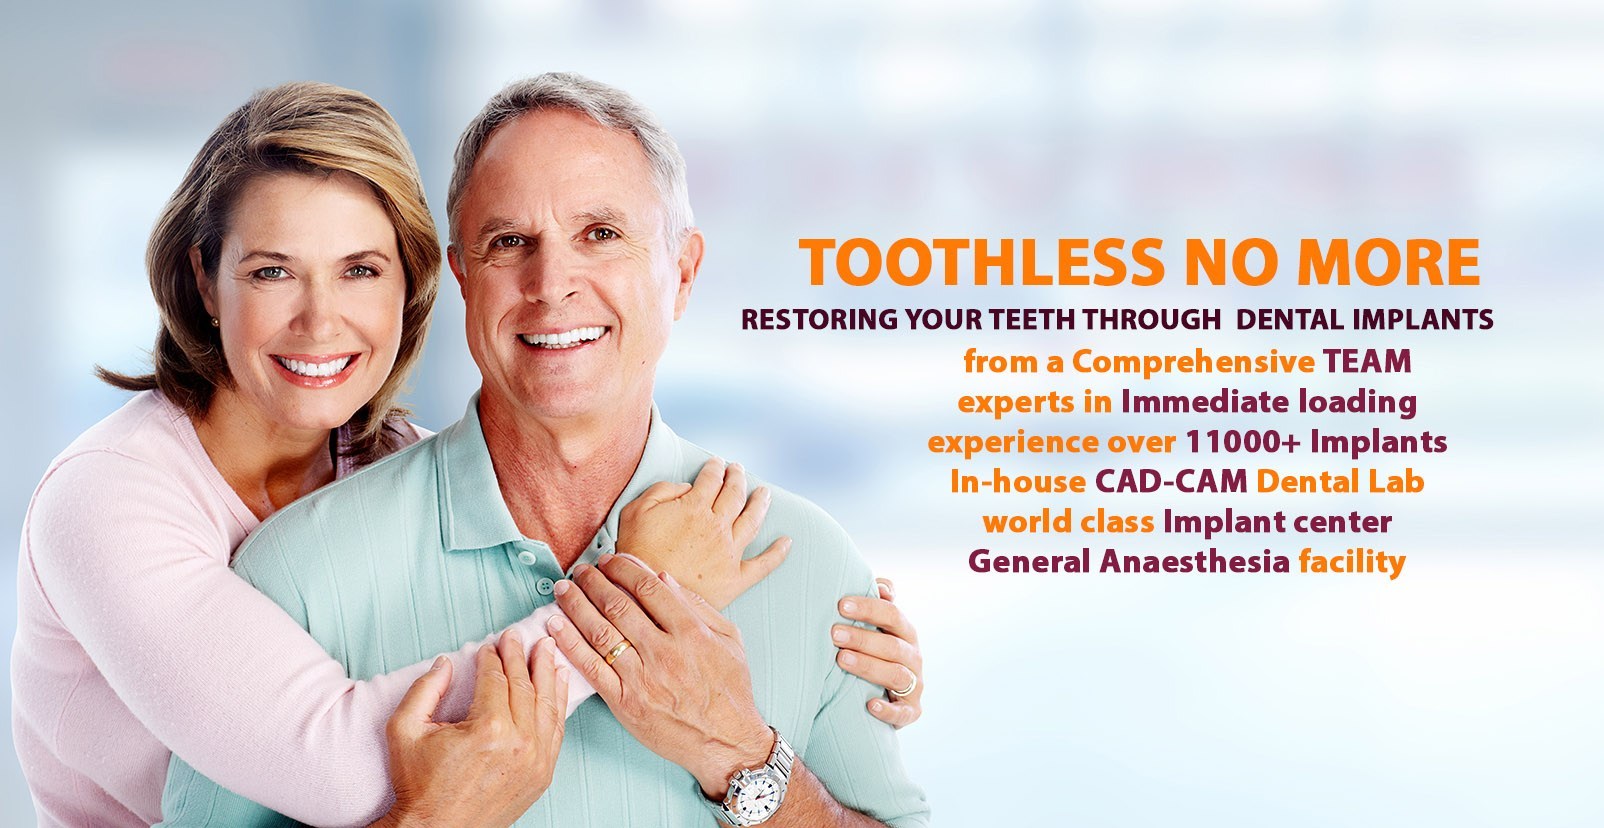 TOOTHLESS NO MORE
RESTORING YOUR TEETH THROUGH DENTAL IMPLANTS
from a Comprehensive TEAM
experts in Immediate loading
experience over 11000+ Implants
In-house CAD-CAM Dental Lab
world class Implant center
General Anaesthesia facility